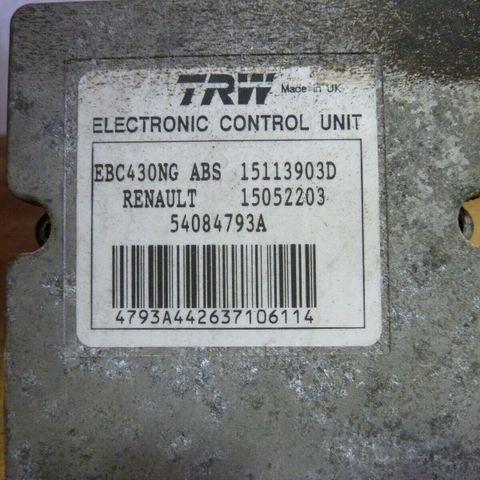 TRW Made in UK
ELECTRONIC CONTROL UNIT
EBC430NG ABS 15113903D
RENAULT 15052203
54084793A
4793A442637106114